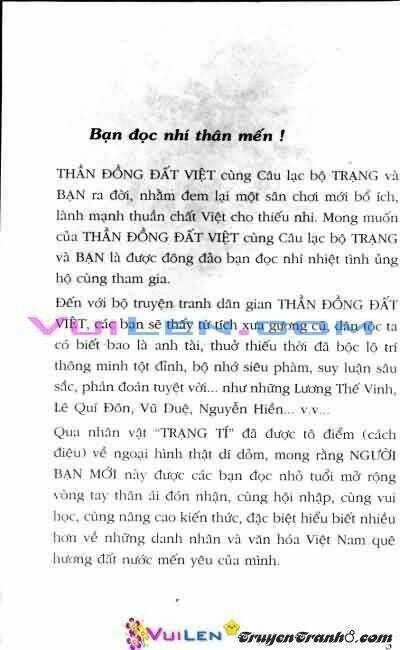 Bạn đọc nhí thân mến !
THẦN ĐỒNG ĐẤT VIỆT cùng Câu lạc bộ TRẠNG và
BẠN ra đời, nhằm đem lại một sân chơi mới bổ ích,
lành mạnh thuần chất Việt cho thiếu nhi. Mong muốn
của THẦN ĐỒNG ĐẤT VIỆT cùng Câu lạc bộ TRẠNG
và BẠN là được đông đảo bạn đọc nhí nhiệt tình ủng
hộ cùng tham gia.
Đến với bộ truyện tranh dân gian THẦN ĐỒNG ĐẤT
VIỆT, các bạn sẽ thấy từ tích xưa gương cũ, dân tộc ta
VUILEN.COM
có biết bao là anh tài, thuở thiếu thời đã bộc lộ trí
thông minh tột đỉnh, bộ nhớ siêu phàm, suy luận sâu
sắc, phán đoán tuyệt vời... như những Lương Thế Vinh,
Lê Quí Đôn, Vũ Duệ, Nguyễn Hiền... v.v...
Qua nhân vật “TRẠNG TÍ” đã được tô điểm (cách
điệu) về ngoại hình thật dí dỏm, mong rằng NGƯỜI
BẠN MỚI này được các bạn đọc nhỏ tuổi mở rộng
vòng tay thân ái đón nhận, cùng hội nhập, cùng vui
học, cùng nâng cao kiến thức, đặc biệt hiểu biết nhiều
hơn về những danh nhân và văn hóa Việt Nam quê
hương đất nước mến yêu của mình.
VUILEN
TruyenTranh8.com
3